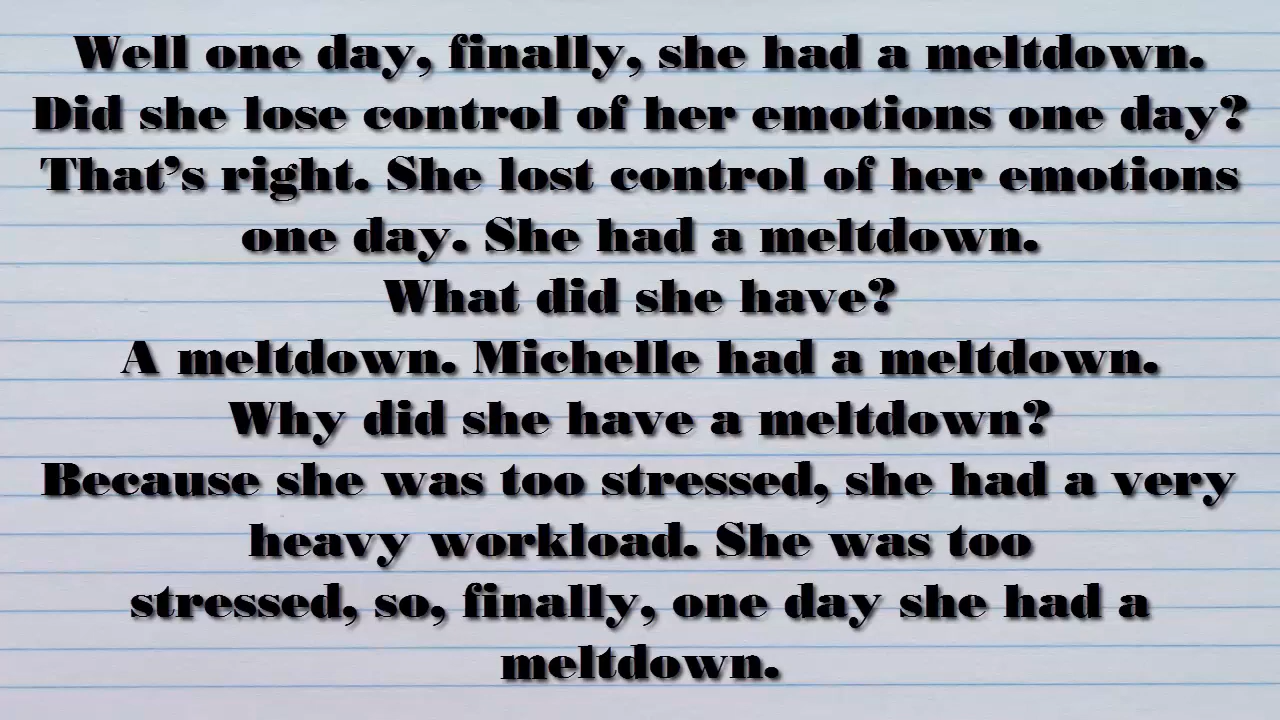 Well one day, finally, she had a meltdown.
Did she lose control of her emotions one day?
That’s right. She lost control of her emotions
one day. She had a meltdown.
What did she have?
A meltdown. Michelle had a meltdown.
Why did she have a meltdown?
Because she was too stressed, she had a very
heavy workload. She was too
stressed, so, finally, one day she had a
meltdown.